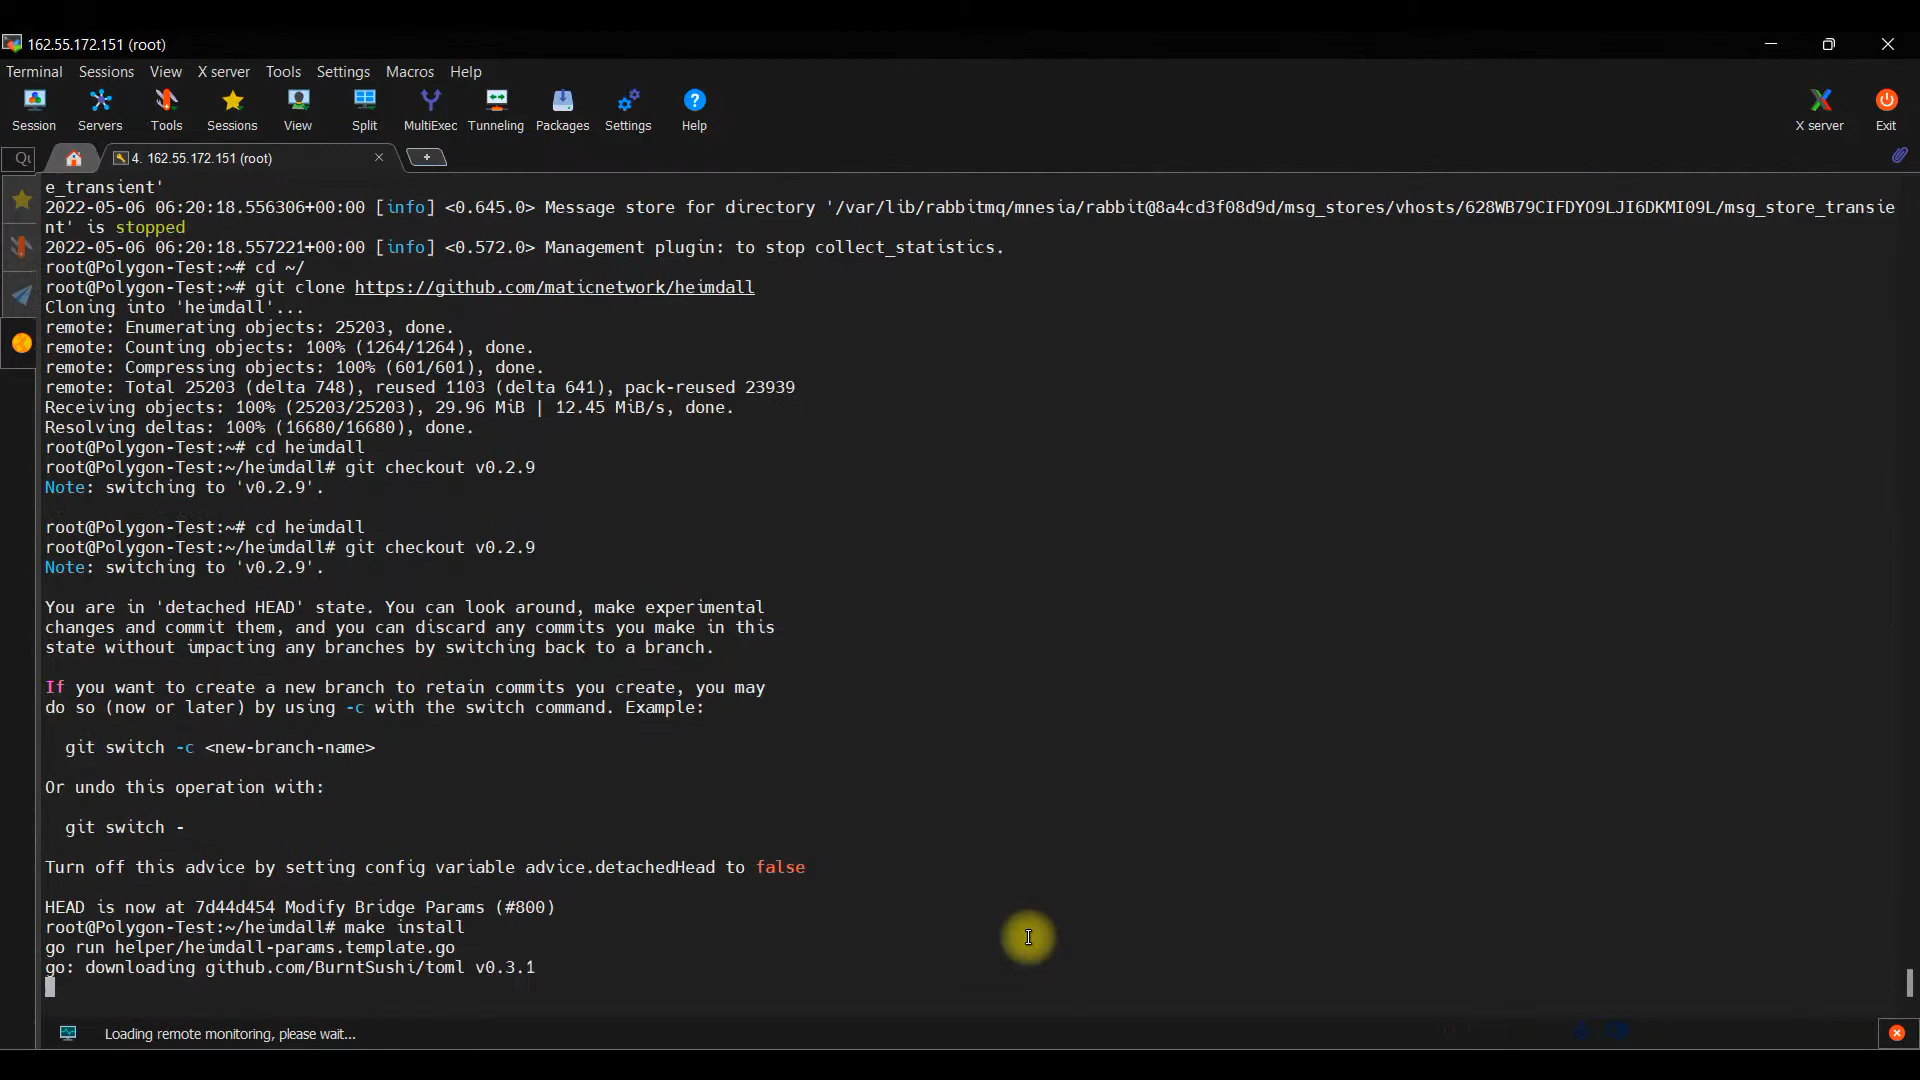 162.55.172.151 (root)
Terminal Sessions View X server Tools Settings Macros Help
Session Servers Tools Sessions View Split MultiExec Tunneling Packages Settings Help X server Exit
4. 162.55.172.151 (root)
e_transient'
2022-05-06 06:20:18.556306+00:00 [info] <0.645.0> Message store for directory '/var/lib/rabbitmq/mnesia/rabbit@8a4cd3f08d9d/msg_stores/vhosts/628WB79CIFDYO9LJI6DKMI09L/msg_store_transie
nt' is stopped
2022-05-06 06:20:18.557221+00:00 [info] <0.572.0> Management plugin: to stop collect_statistics.
root@Polygon-Test:~# cd ~/
root@Polygon-Test:~# git clone https://github.com/maticnetwork/heimdall
Cloning into 'heimdall'...
remote: Enumerating objects: 25203, done.
remote: Counting objects: 100% (1264/1264), done.
remote: Compressing objects: 100% (601/601), done.
remote: Total 25203 (delta 748), reused 1103 (delta 641), pack-reused 23939
Receiving objects: 100% (25203/25203), 29.96 MiB | 12.45 MiB/s, done.
Resolving deltas: 100% (16680/16680), done.
root@Polygon-Test:~# cd heimdall
root@Polygon-Test:~/heimdall# git checkout v0.2.9
Note: switching to 'v0.2.9'.
root@Polygon-Test:~# cd heimdall
root@Polygon-Test:~/heimdall# git checkout v0.2.9
Note: switching to 'v0.2.9'.
You are in 'detached HEAD' state. You can look around, make experimental
changes and commit them, and you can discard any commits you make in this
state without impacting any branches by switching back to a branch.
If you want to create a new branch to retain commits you create, you may
do so (now or later) by using -c with the switch command. Example:
git switch -c <new-branch-name>
Or undo this operation with:
git switch -
Turn off this advice by setting config variable advice.detachedHead to false
HEAD is now at 7d44d454 Modify Bridge Params (#800)
root@Polygon-Test:~/heimdall# make install
go run helper/heimdall-params.template.go
go: downloading github.com/BurntSushi/toml v0.3.1
Loading remote monitoring, please wait...